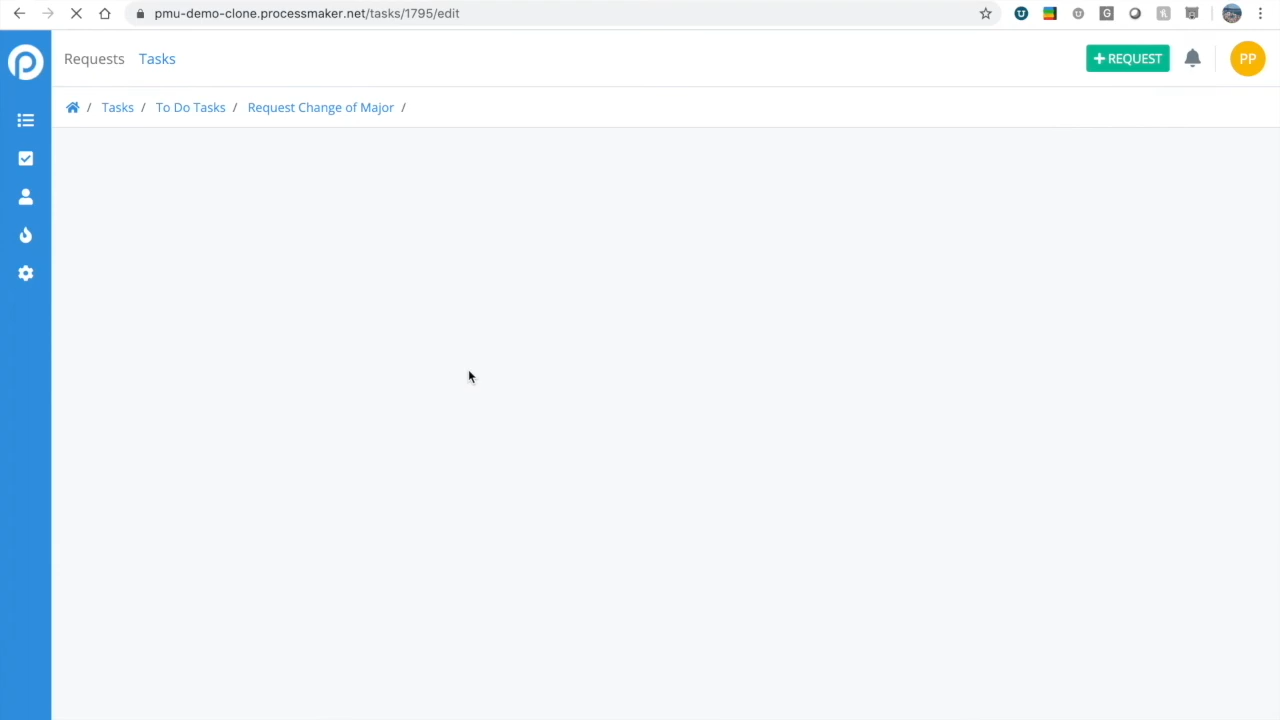 pmu-demo-clone.processmaker.net/tasks/1795/edit
Requests Tasks
+ REQUEST
PP
/ Tasks / To Do Tasks / Request Change of Major /